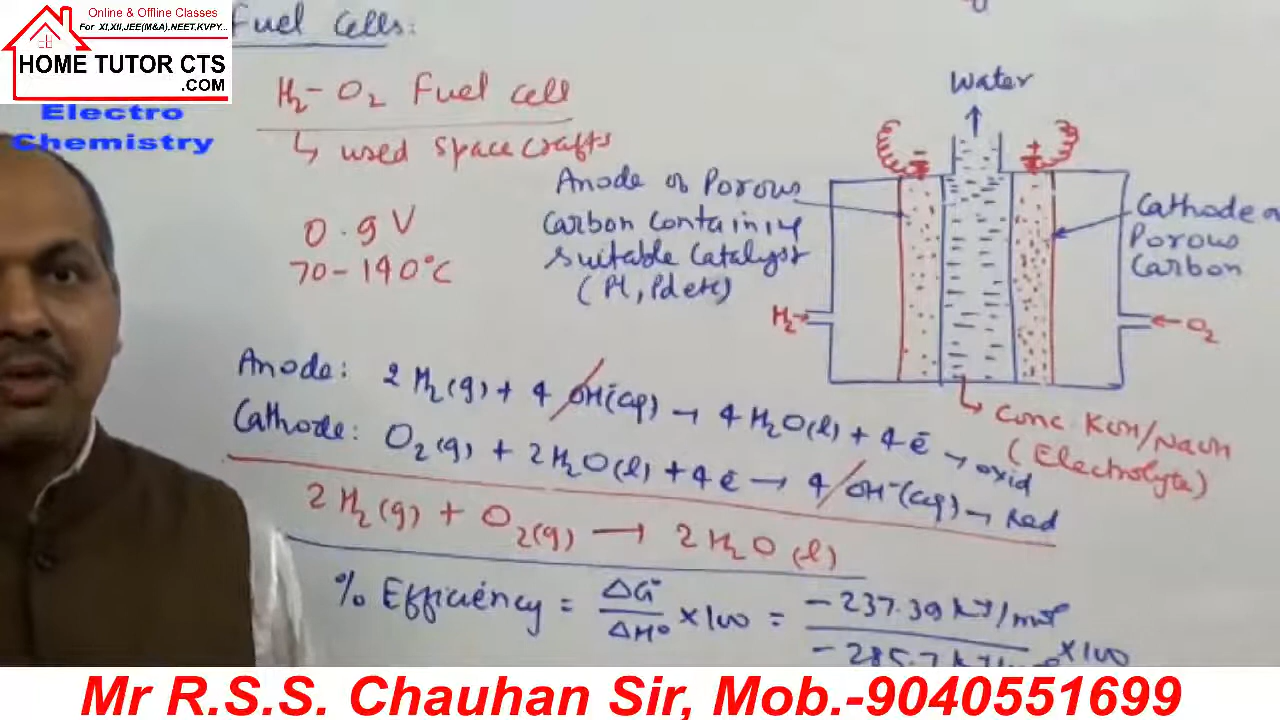 Online & Offline Classes
For XI,XII,JEE(M&A),NEET,KVPY...
HOME TUTOR CTS
.COM
Electro
Chemistry
Fuel Cells:
H₂-O₂ Fuel cell
↳ used space crafts
0.9 V
70-140°C
Water
Anode or Porous
Carbon containing
suitable Catalyst
(Pt, Pd etc)
- +
Cathode or
Porous
Carbon
H₂→
←O₂
↳ Conc KOH/NaOH
(Electrolyte)
Anode: 2H₂(g) + 4OH⁻(aq) → 4H₂O(l) + 4e⁻ → oxid
Cathode: O₂(g) + 2H₂O(l) + 4e⁻ → 4OH⁻(aq) → Red
2H₂(g) + O₂(g) → 2H₂O(l)
% Efficiency = ΔG°/ΔH° ×100 = -237.39 kJ/mol / -285.7 ×100
Mr R.S.S. Chauhan Sir, Mob.-9040551699